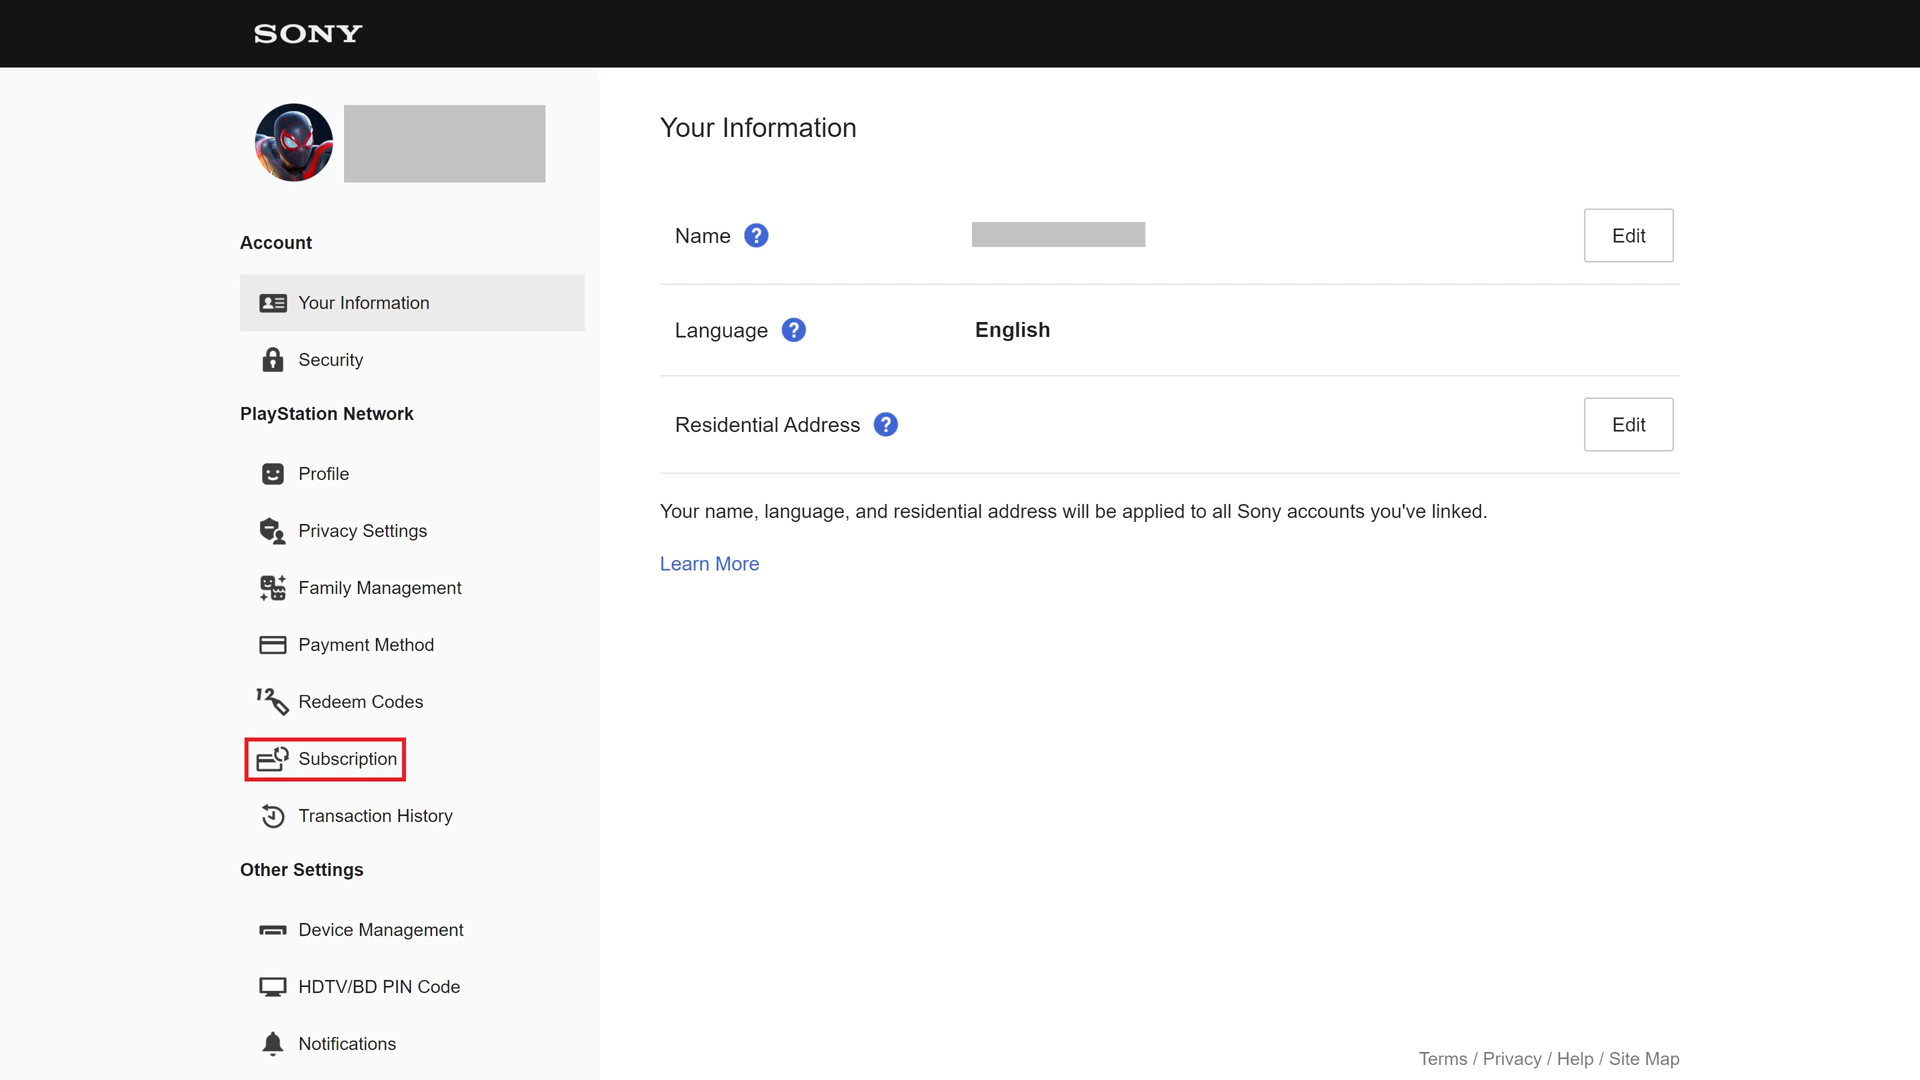 SONY
Account
Your Information
Security
PlayStation Network
Profile
Privacy Settings
Family Management
Payment Method
12
Redeem Codes
Subscription
Transaction History
Other Settings
Device Management
HDTV/BD PIN Code
Notifications
Your Information
Name ? Edit
Language ? English
Residential Address ? Edit
Your name, language, and residential address will be applied to all Sony accounts you've linked.
Learn More
Terms / Privacy / Help / Site Map